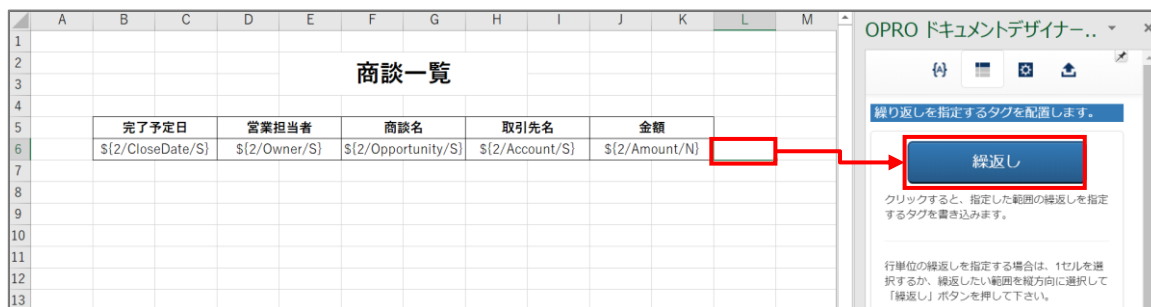 A B C D E F G H I J K L M
OPRO ドキュメントデザイナー..
1
2
商談一覧
3
{A}
4
繰り返しを指定するタグを配置します。
5 完了予定日 営業担当者 商談名 取引先名 金額
6 ${2/CloseDate/S} ${2/Owner/S} ${2/Opportunity/S} ${2/Account/S} ${2/Amount/N}
繰返し
7
8
クリックすると、指定した範囲の繰返しを指定
9
するタグを書き込みます。
10
11
行単位の繰返しを指定する場合は、1セルを選
12
択するか、繰返したい範囲を縦方向に選択して
13
「繰返し」ボタンを押して下さい。